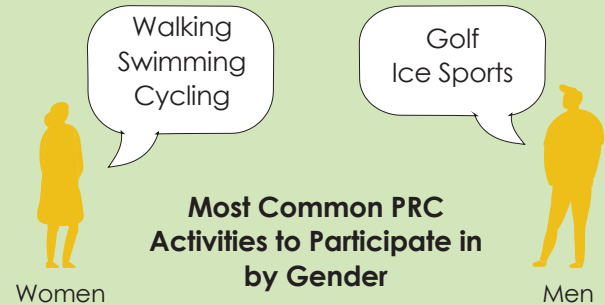 Walking
Swimming
Cycling
Golf
Ice Sports
Most Common PRC
Activities to Participate in
by Gender
Women
Men